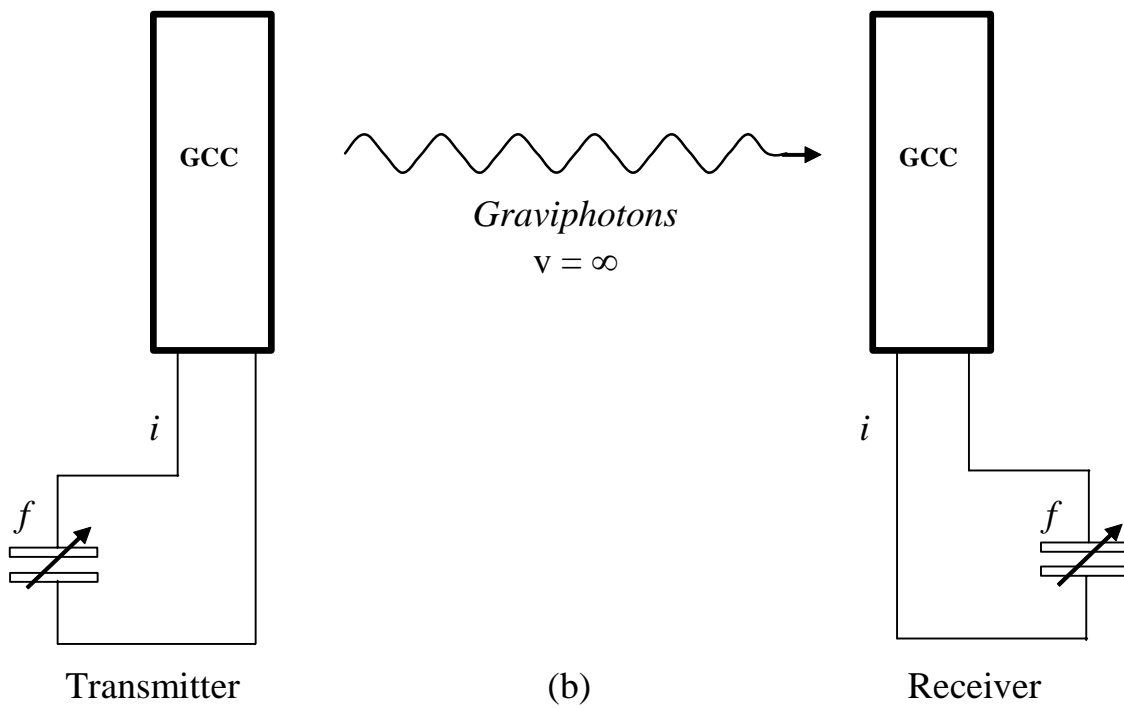 GCC
GCC
Graviphotons
v = ∞
i
i
f
f
Transmitter
(b)
Receiver